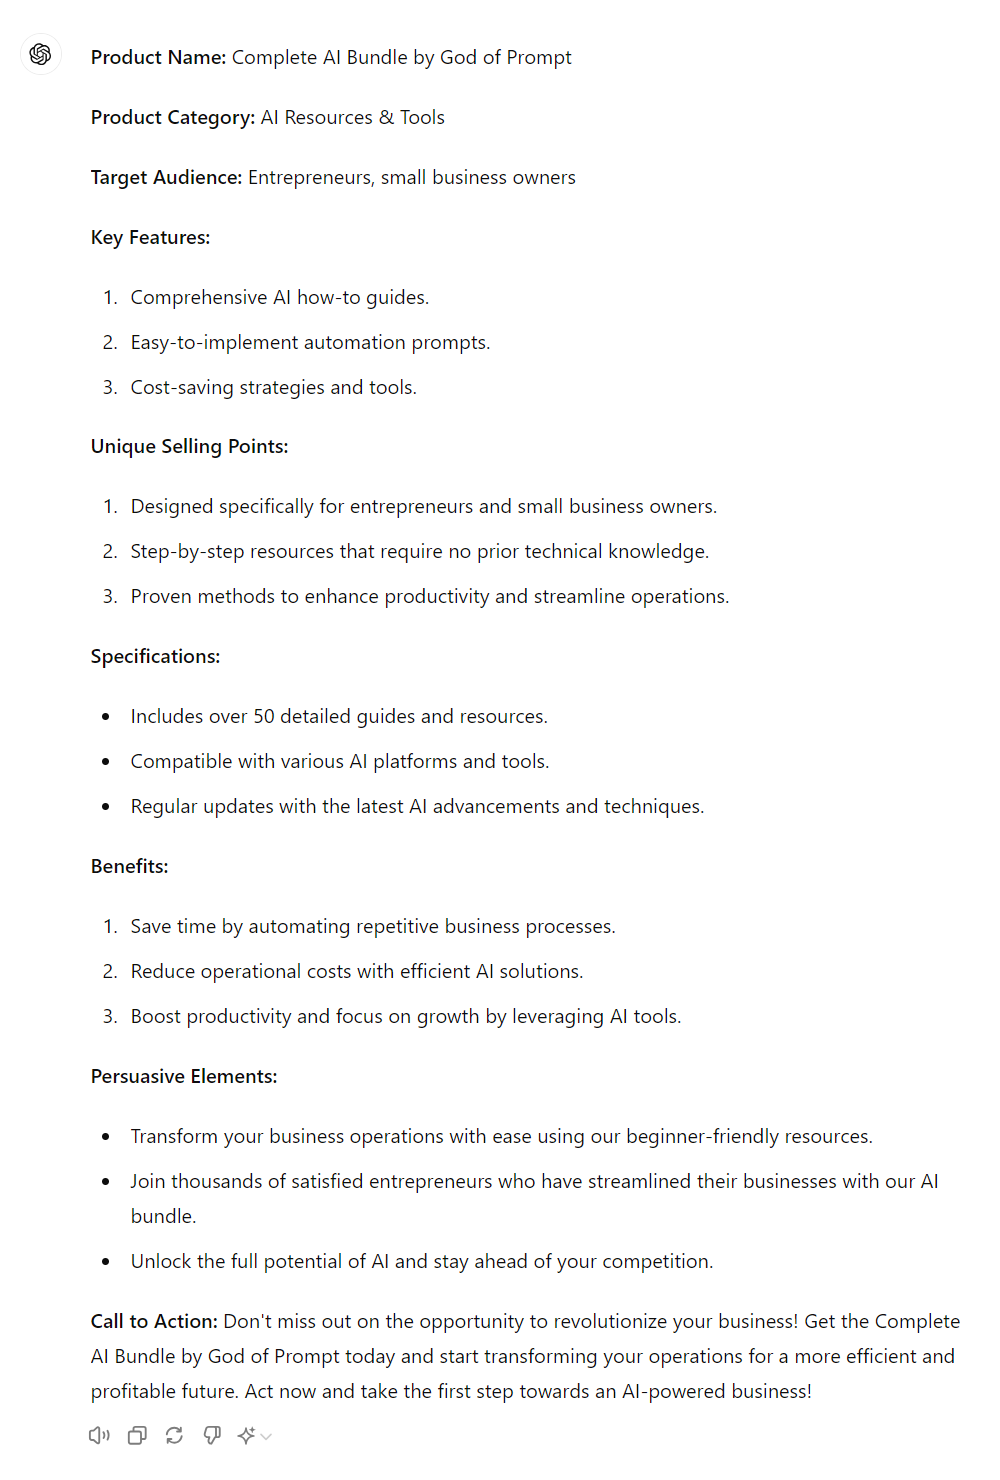 Product Name: Complete AI Bundle by God of Prompt
Product Category: AI Resources & Tools
Target Audience: Entrepreneurs, small business owners
Key Features:
1. Comprehensive AI how-to guides.
2. Easy-to-implement automation prompts.
3. Cost-saving strategies and tools.
Unique Selling Points:
1. Designed specifically for entrepreneurs and small business owners.
2. Step-by-step resources that require no prior technical knowledge.
3. Proven methods to enhance productivity and streamline operations.
Specifications:
• Includes over 50 detailed guides and resources.
• Compatible with various AI platforms and tools.
• Regular updates with the latest AI advancements and techniques.
Benefits:
1. Save time by automating repetitive business processes.
2. Reduce operational costs with efficient AI solutions.
3. Boost productivity and focus on growth by leveraging AI tools.
Persuasive Elements:
• Transform your business operations with ease using our beginner-friendly resources.
• Join thousands of satisfied entrepreneurs who have streamlined their businesses with our AI
bundle.
• Unlock the full potential of AI and stay ahead of your competition.
Call to Action: Don't miss out on the opportunity to revolutionize your business! Get the Complete
AI Bundle by God of Prompt today and start transforming your operations for a more efficient and
profitable future. Act now and take the first step towards an AI-powered business!